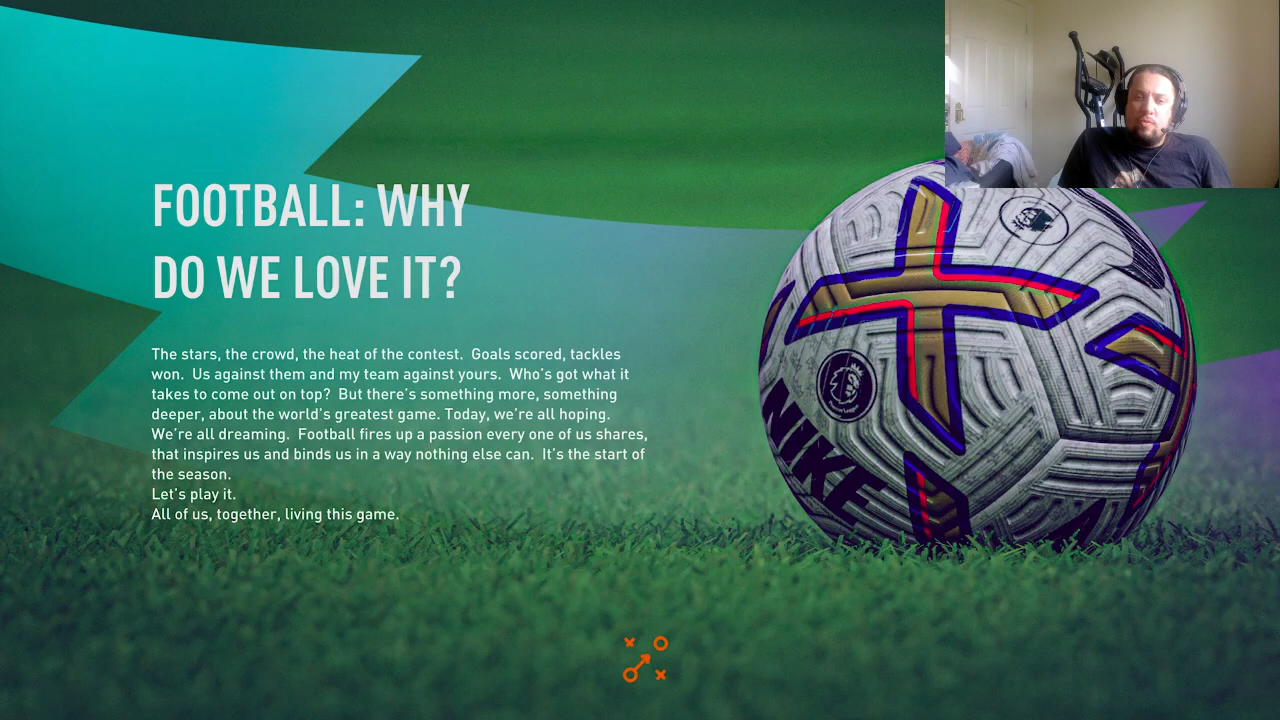 FOOTBALL: WHY
DO WE LOVE IT?
The stars, the crowd, the heat of the contest.  Goals scored, tackles
won.  Us against them and my team against yours.  Who's got what it
takes to come out on top?  But there's something more, something
deeper, about the world's greatest game. Today, we're all hoping.
We're all dreaming.  Football fires up a passion every one of us shares,
that inspires us and binds us in a way nothing else can.  It's the start of
the season.
Let's play it.
All of us, together, living this game.
Premier League
NIKE